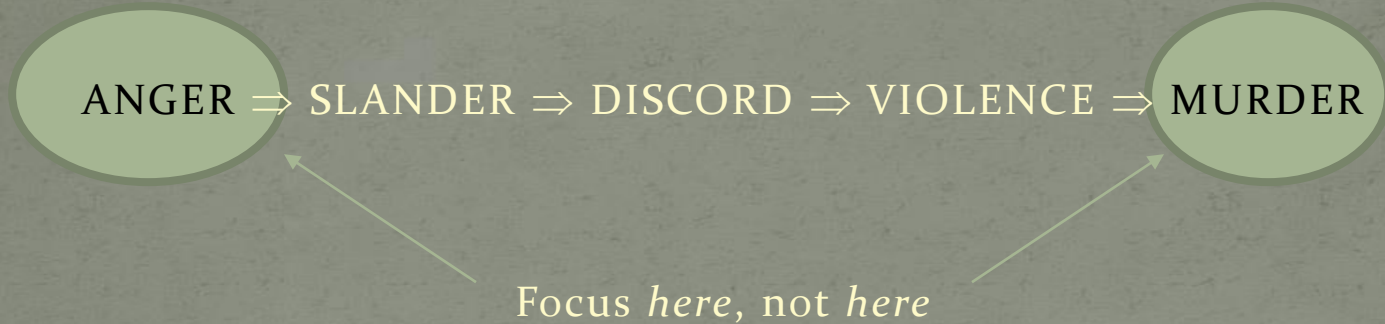 ANGER ⇒ SLANDER ⇒ DISCORD ⇒ VIOLENCE ⇒ MURDER
Focus here, not here